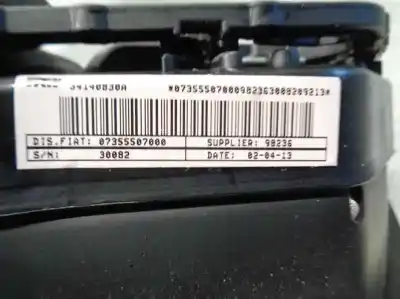 34140830A *07355507000982363008209213*
DIS.FIAT: 07355507000 SUPPLIER: 98236
S/N: 30082 DATE: 02-04-13